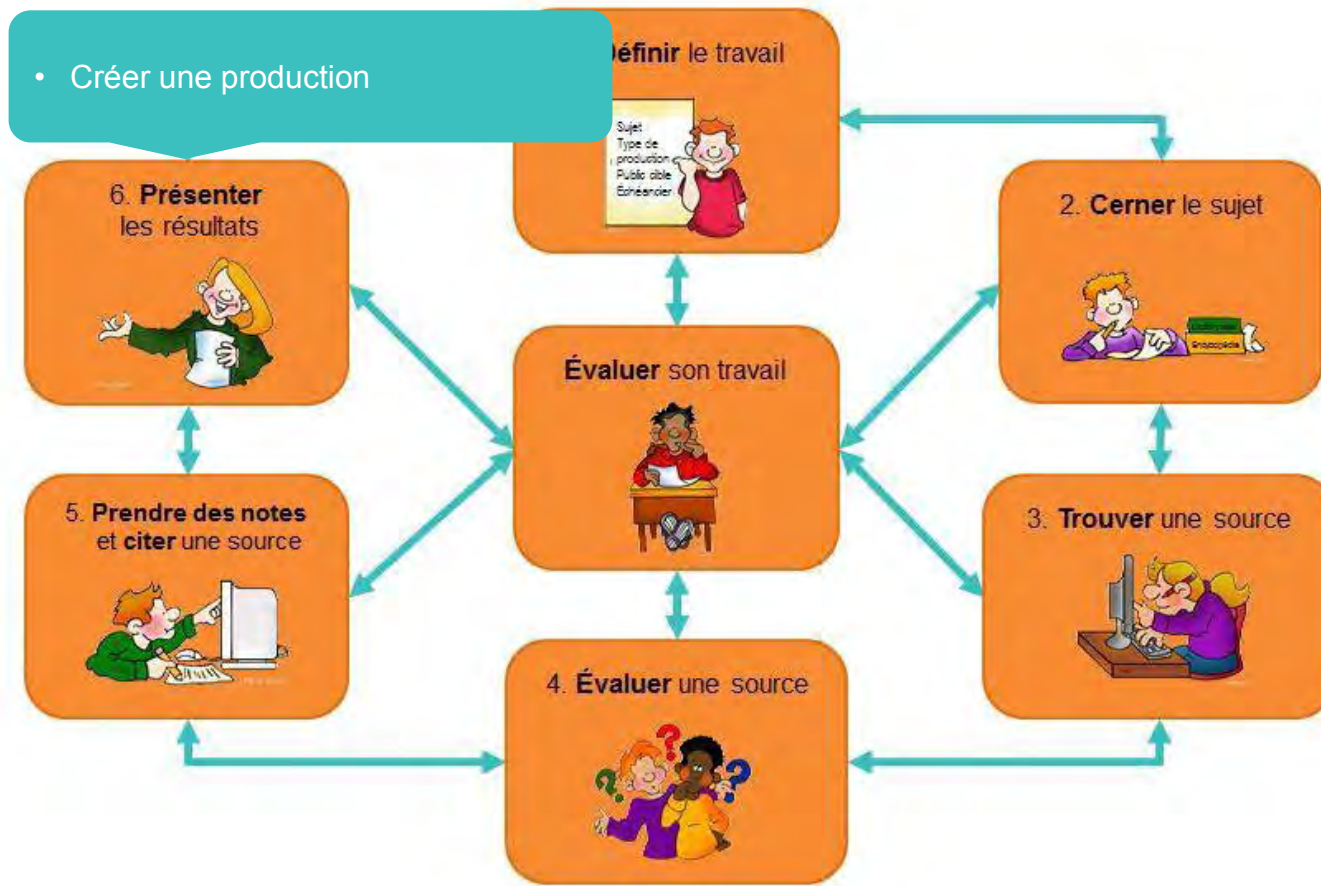 • Créer une production
Définir le travail
Sujet
Type de
production
Public cible
Échéancier
6. Présenter
les résultats
2. Cerner le sujet
Encyclopédie
Évaluer son travail
5. Prendre des notes
et citer une source
3. Trouver une source
4. Évaluer une source